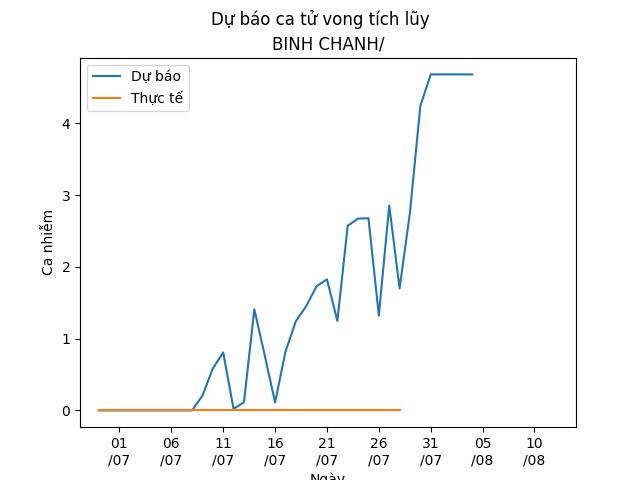 Dự báo ca tử vong tích lũy
BINH CHANH/
Dự báo
Thực tế
Ca nhiễm
4
3
2
1
0
01 06 11 16 21 26 31 05 10
/07 /07 /07 /07 /07 /07 /07 /08 /08
Ngày